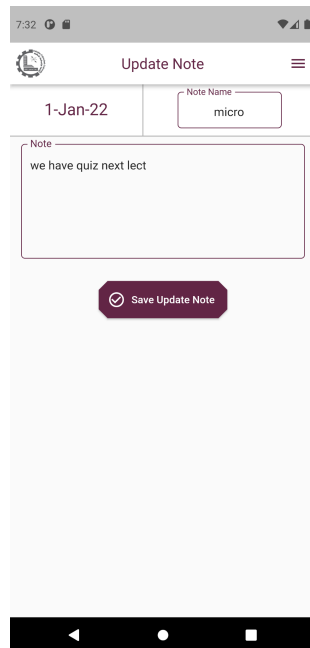 7:32
Update Note
1-Jan-22
Note Name
micro
Note
we have quiz next lect
Save Update Note